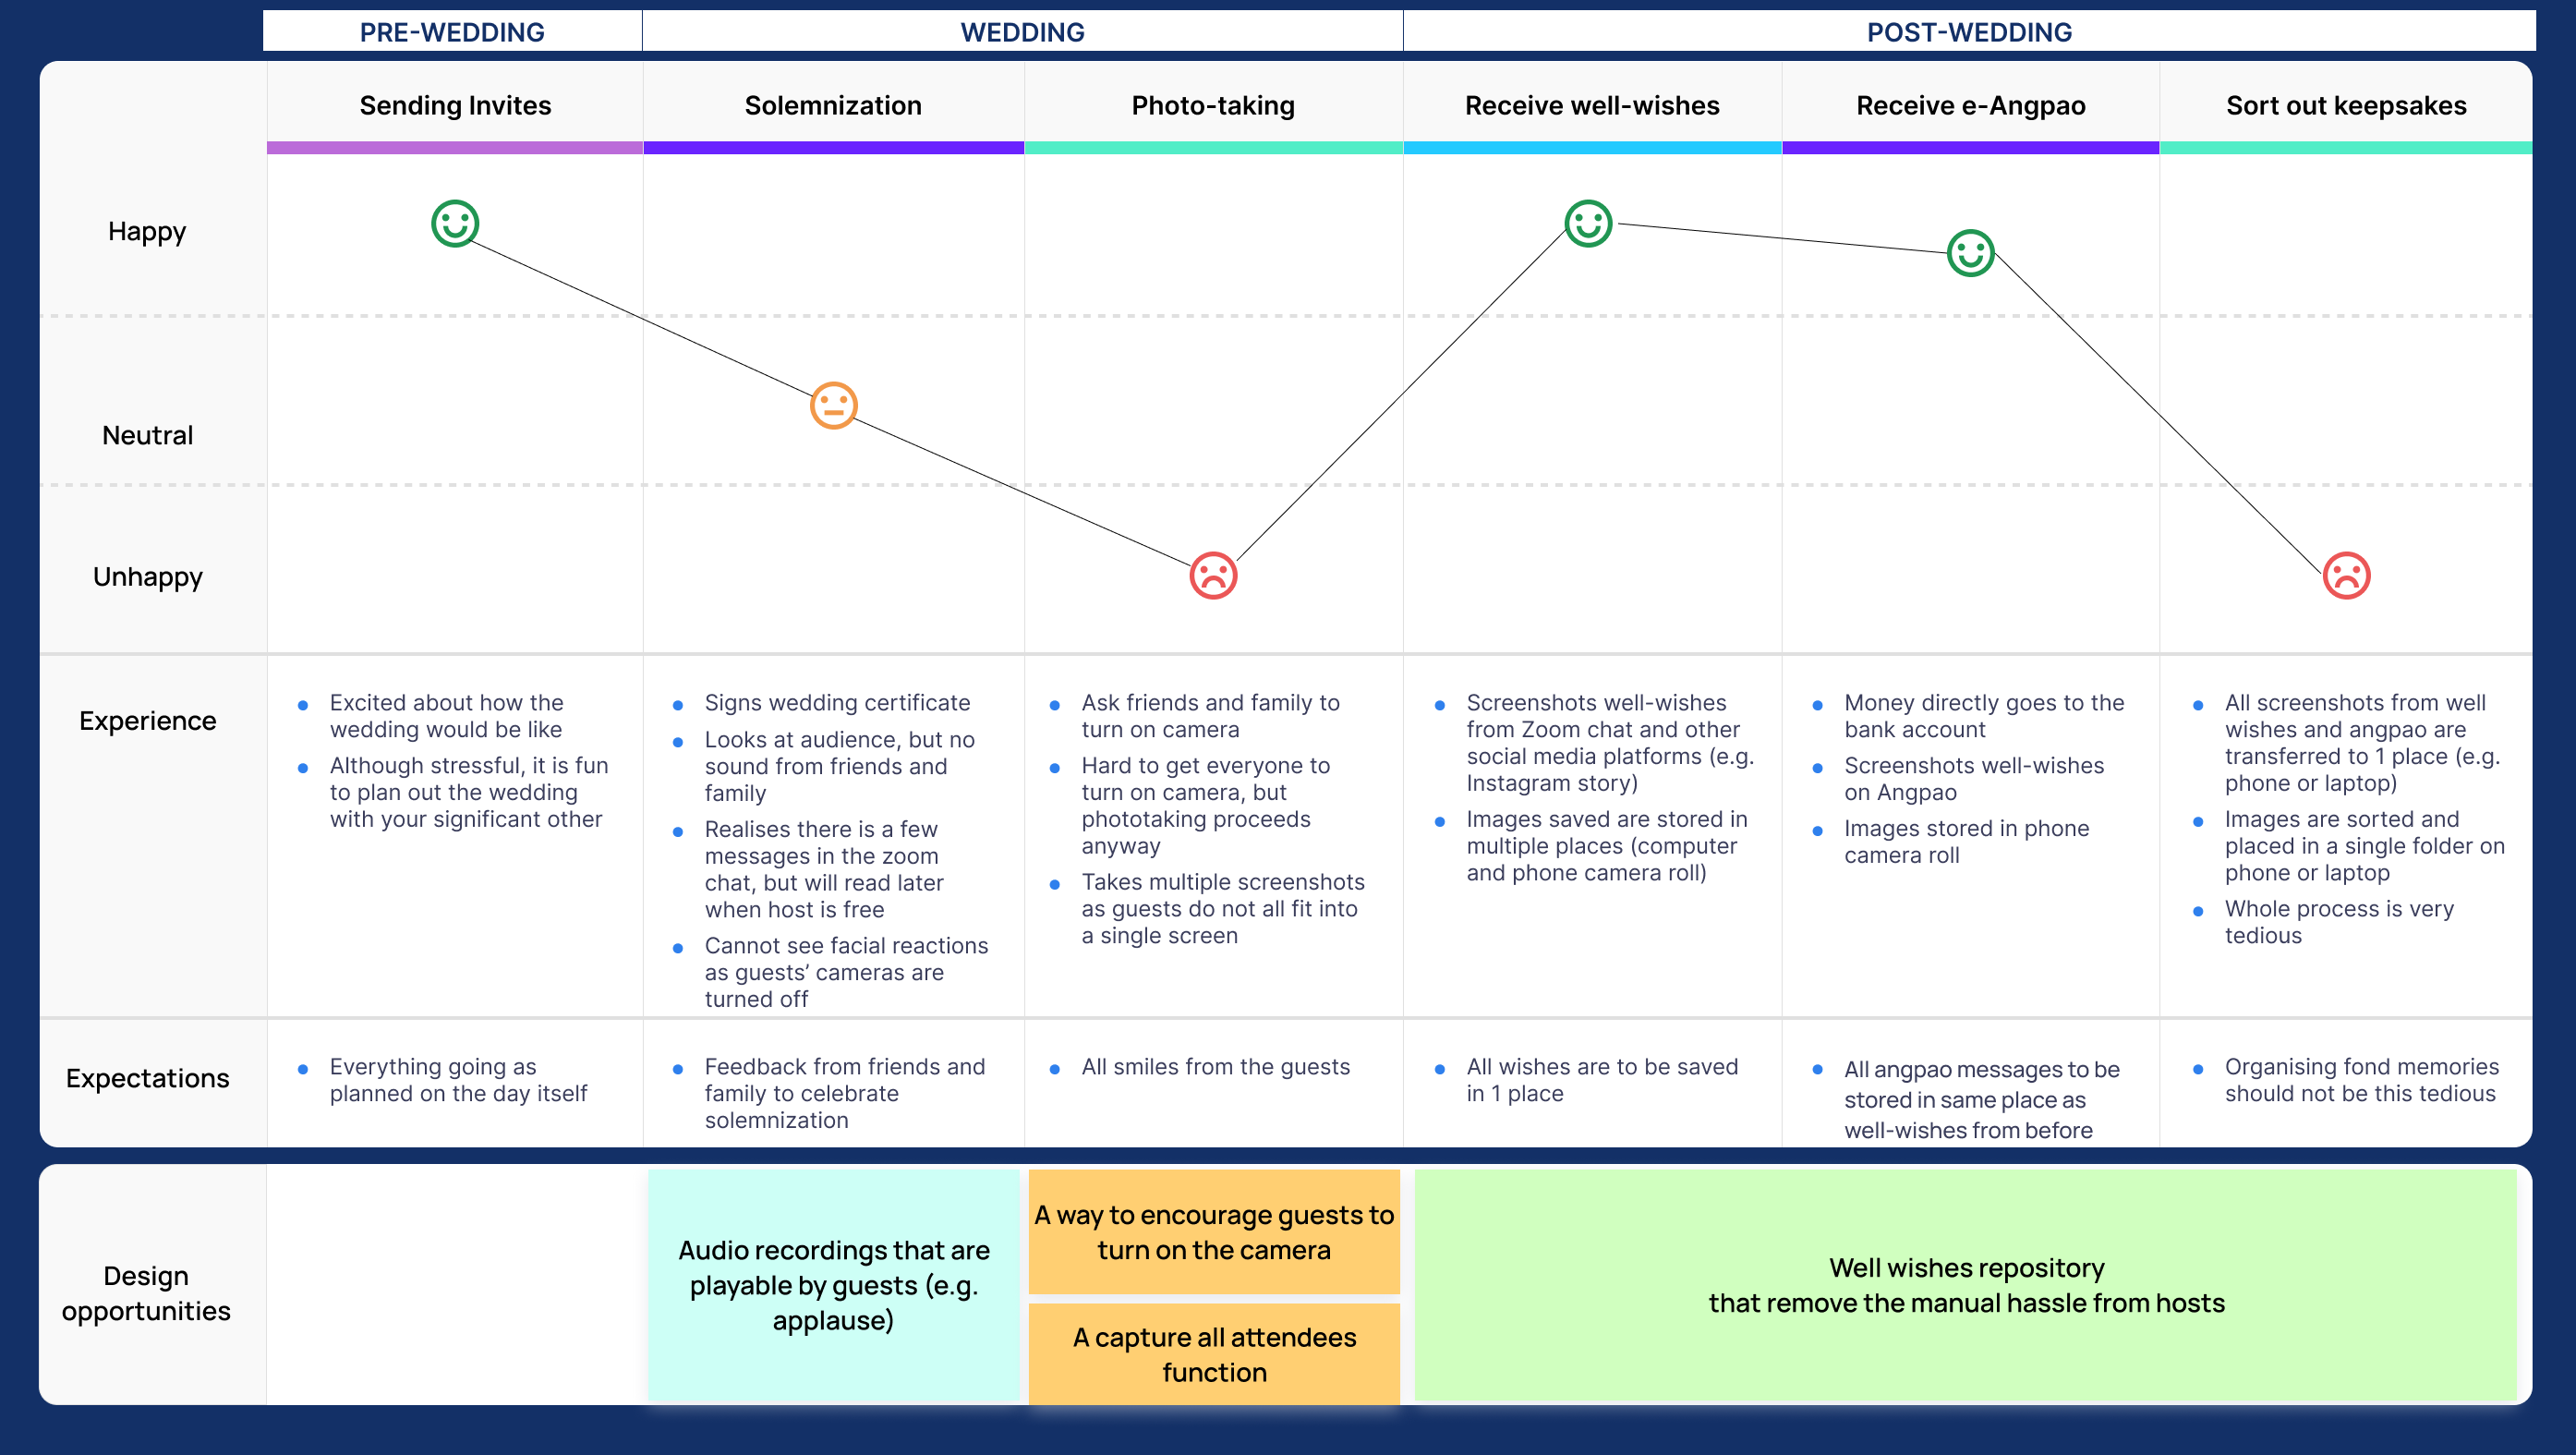 PRE-WEDDING
WEDDING
POST-WEDDING
Sending Invites
Solemnization
Photo-taking
Receive well-wishes
Receive e-Angpao
Sort out keepsakes
Happy
Neutral
Unhappy
Experience
Excited about how the
wedding would be like
Although stressful, it is fun
to plan out the wedding
with your significant other
Signs wedding certificate
Looks at audience, but no
sound from friends and
family
Realises there is a few
messages in the zoom
chat, but will read later
when host is free
Cannot see facial reactions
as guests’ cameras are
turned off
Ask friends and family to
turn on camera
Hard to get everyone to
turn on camera, but
phototaking proceeds
anyway
Takes multiple screenshots
as guests do not all fit into
a single screen
Screenshots well-wishes
from Zoom chat and other
social media platforms (e.g.
Instagram story)
Images saved are stored in
multiple places (computer
and phone camera roll)
Money directly goes to the
bank account
Screenshots well-wishes
on Angpao
Images stored in phone
camera roll
All screenshots from well
wishes and angpao are
transferred to 1 place (e.g.
phone or laptop)
Images are sorted and
placed in a single folder on
phone or laptop
Whole process is very
tedious
Expectations
Everything going as
planned on the day itself
Feedback from friends and
family to celebrate
solemnization
All smiles from the guests
All wishes are to be saved
in 1 place
All angpao messages to be
stored in same place as
well-wishes from before
Organising fond memories
should not be this tedious
Design
opportunities
Audio recordings that are
playable by guests (e.g.
applause)
A way to encourage guests to
turn on the camera
A capture all attendees
function
Well wishes repository
that remove the manual hassle from hosts